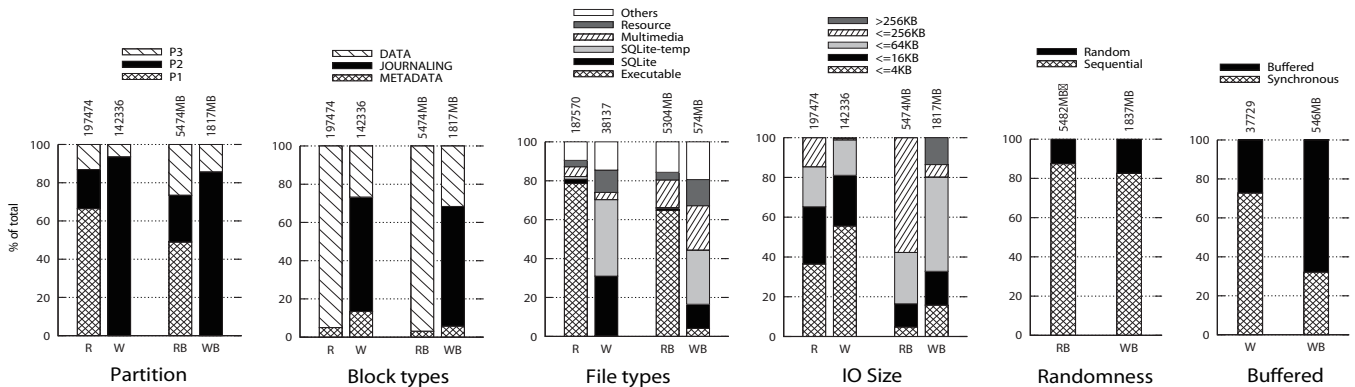 P3
P2
P1
197474
142336
5474MB
1817MB
% of total
100
80
60
40
20
0
R
W
RB
WB
Partition
DATA
JOURNALING
METADATA
197474
142336
5474MB
1817MB
100
80
60
40
20
0
R
W
RB
WB
Block types
Others
Resource
Multimedia
SQLite-temp
SQLite
Executable
187570
38137
5304MB
574MB
100
80
60
40
20
0
R
W
RB
WB
File types
>256KB
<=256KB
<=64KB
<=16KB
<=4KB
197474
142336
5474MB
1817MB
100
80
60
40
20
0
R
W
RB
WB
IO Size
Random
Sequential
5482MB
1837MB
100
80
60
40
20
0
RB
WB
Randomness
Buffered
Synchronous
37729
546MB
100
80
60
40
20
0
W
WB
Buffered